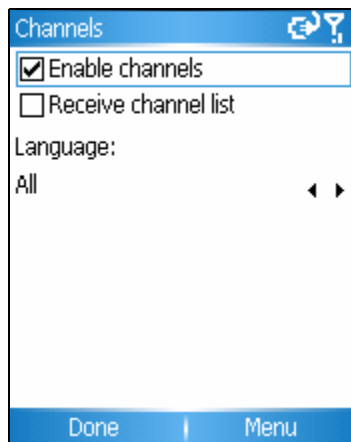 Channels
Enable channels
Receive channel list
Language:
All
Done Menu